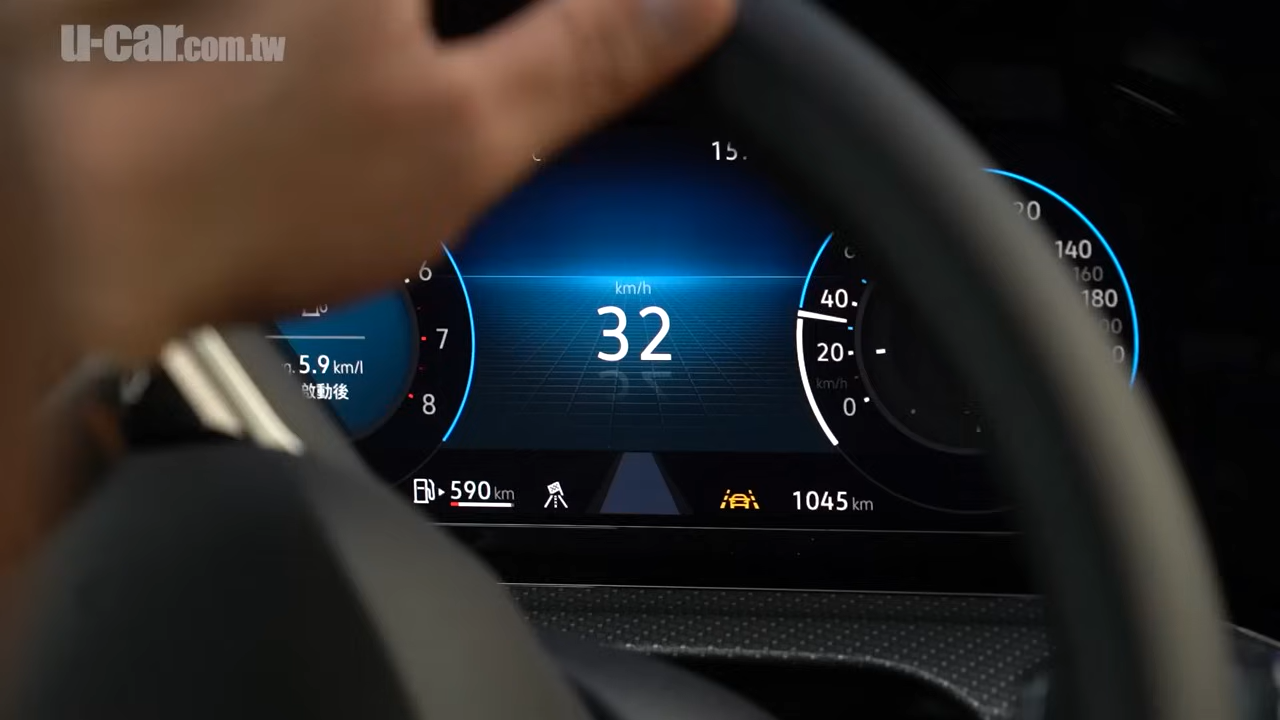 u-car.com.tw
15.
km/h
32
6
7
8
5.9 km/l
啟動後
40
20
km/h
0
140
160
180
590 km
1045 km